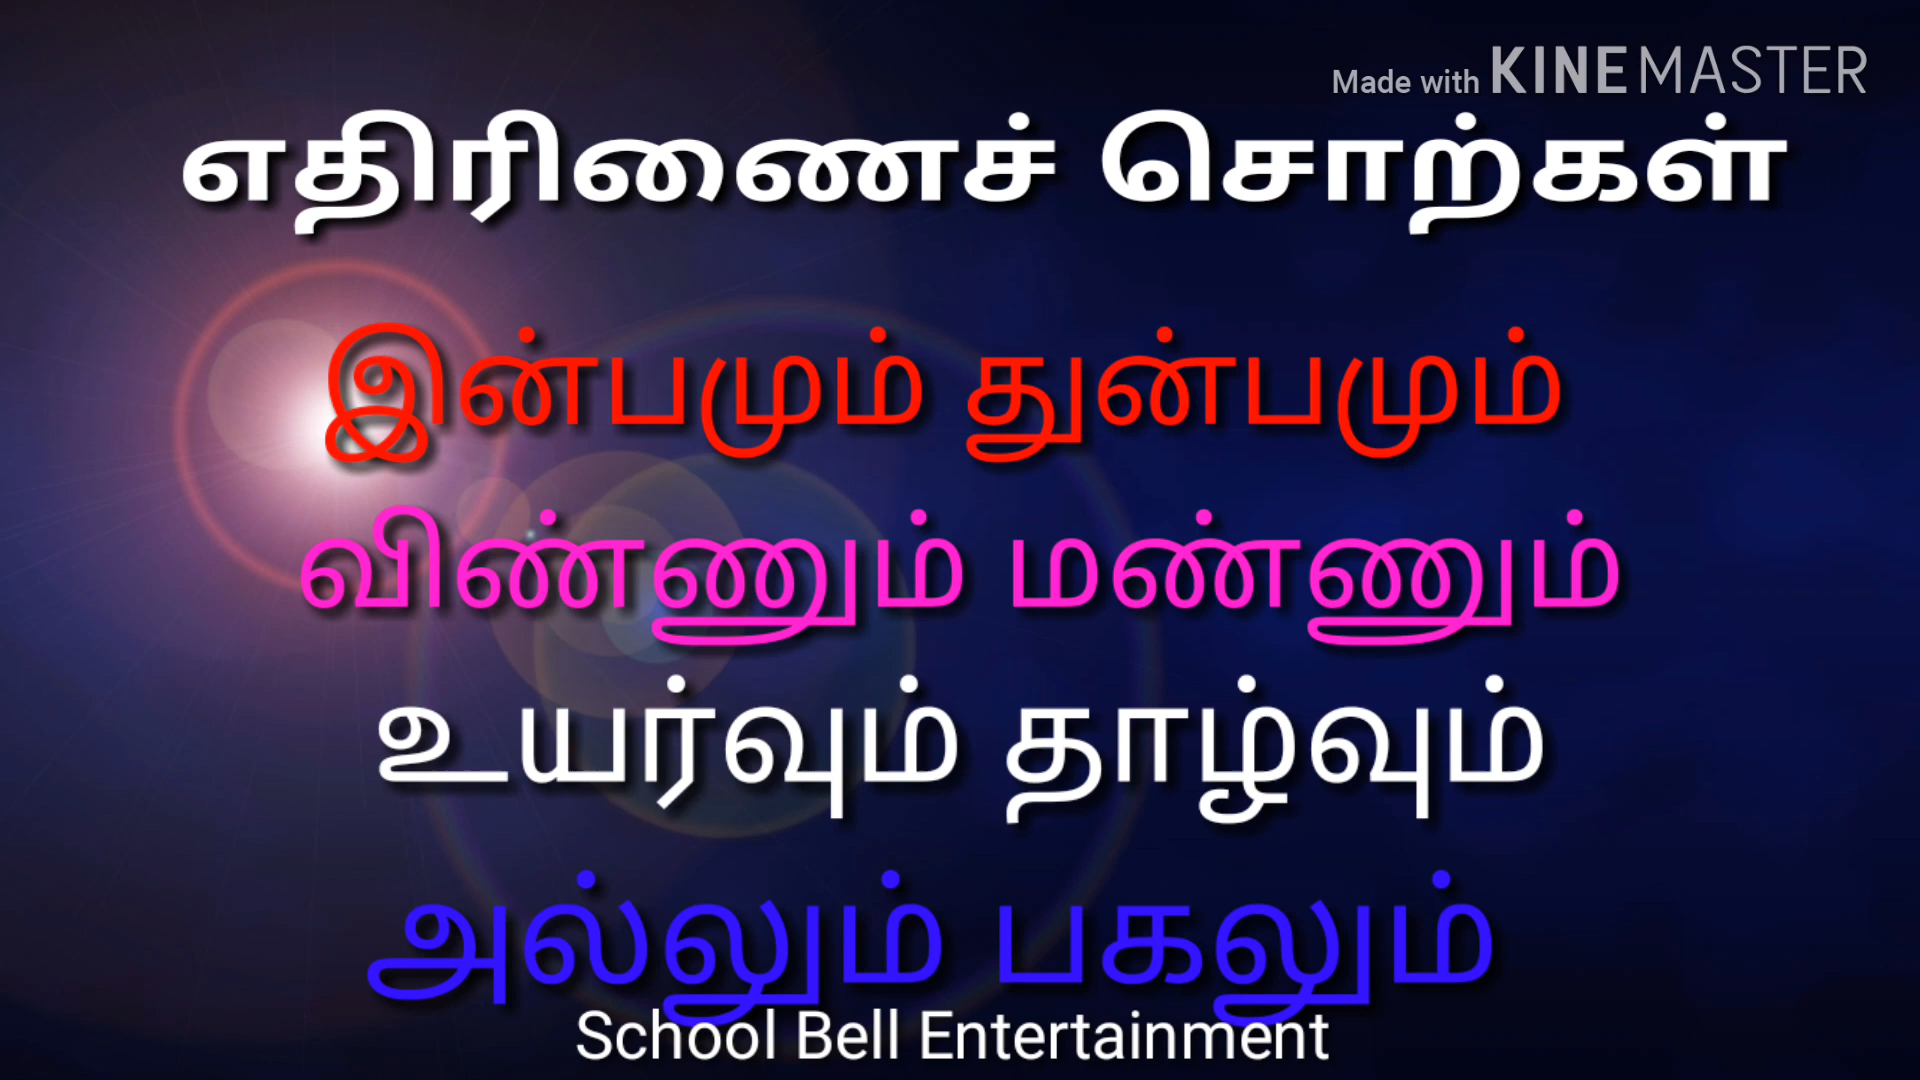 Made with KINEMASTER
எதிரிணைச் சொற்கள்
இன்பமும் துன்பமும்
விண்ணும் மண்ணும்
உயர்வும் தாழ்வும்
அல்லும் பகலும்
School Bell Entertainment